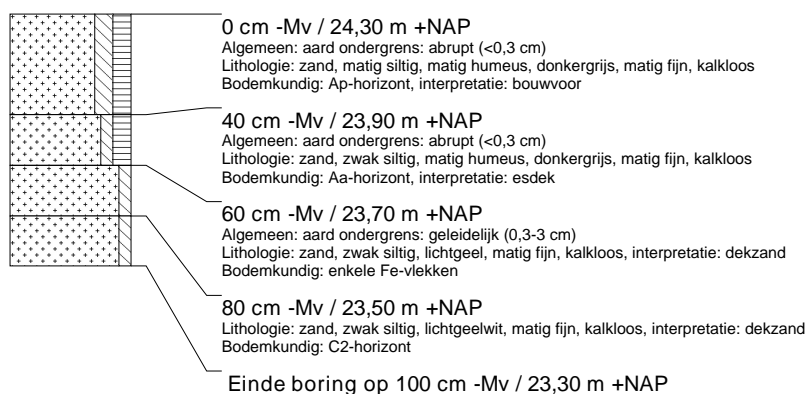 0 cm -Mv / 24,30 m +NAP
Algemeen: aard ondergrens: abrupt (<0,3 cm)
Lithologie: zand, matig siltig, matig humeus, donkergrijs, matig fijn, kalkloos
Bodemkundig: Ap-horizont, interpretatie: bouwvoor
40 cm -Mv / 23,90 m +NAP
Algemeen: aard ondergrens: abrupt (<0,3 cm)
Lithologie: zand, zwak siltig, matig humeus, donkergrijs, matig fijn, kalkloos
Bodemkundig: Aa-horizont, interpretatie: esdek
60 cm -Mv / 23,70 m +NAP
Algemeen: aard ondergrens: geleidelijk (0,3-3 cm)
Lithologie: zand, zwak siltig, lichtgeel, matig fijn, kalkloos, interpretatie: dekzand
Bodemkundig: enkele Fe-vlekken
80 cm -Mv / 23,50 m +NAP
Lithologie: zand, zwak siltig, lichtgeelwit, matig fijn, kalkloos, interpretatie: dekzand
Bodemkundig: C2-horizont
Einde boring op 100 cm -Mv / 23,30 m +NAP